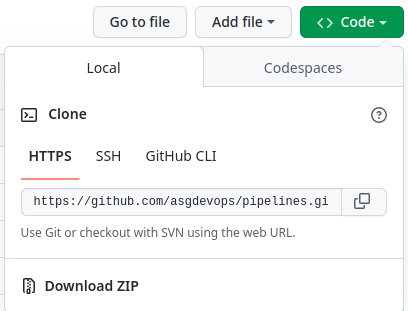 Go to file Add file Code
Local Codespaces
Clone
HTTPS SSH GitHub CLI
https://github.com/asgdevops/pipelines.gi
Use Git or checkout with SVN using the web URL.
Download ZIP